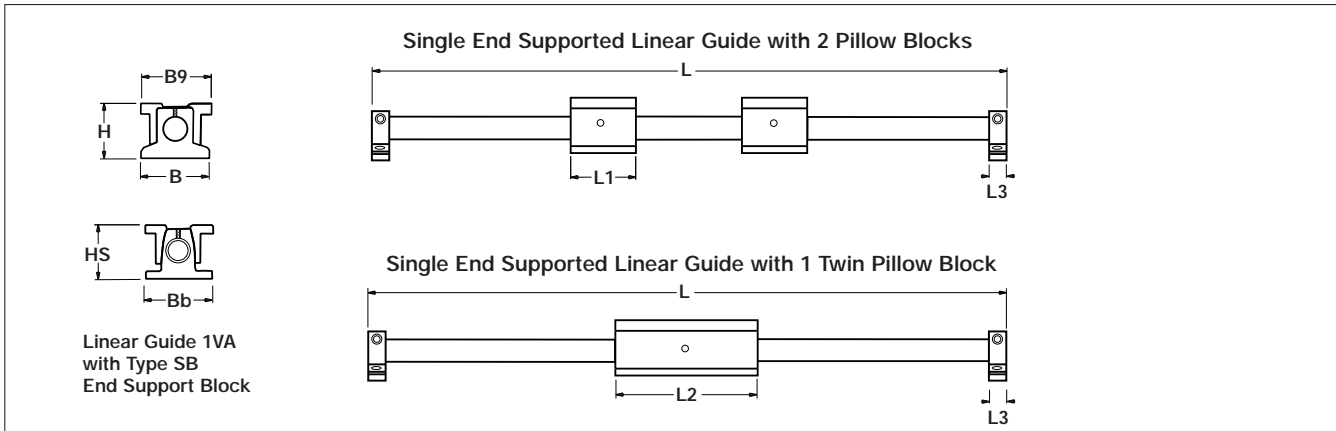 Single End Supported Linear Guide with 2 Pillow Blocks
B9
L
H
B
L1
L3
HS
Bb
Single End Supported Linear Guide with 1 Twin Pillow Block
L
Linear Guide 1VA
with Type SB
End Support Block
L2
L3